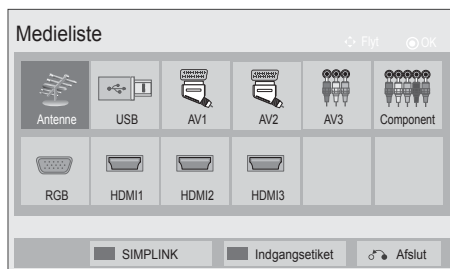 Medieliste
Flyt OK
Antenne USB AV1 AV2 AV3 Component
RGB HDMI1 HDMI2 HDMI3
SIMPLINK Indgangsetiket Afslut